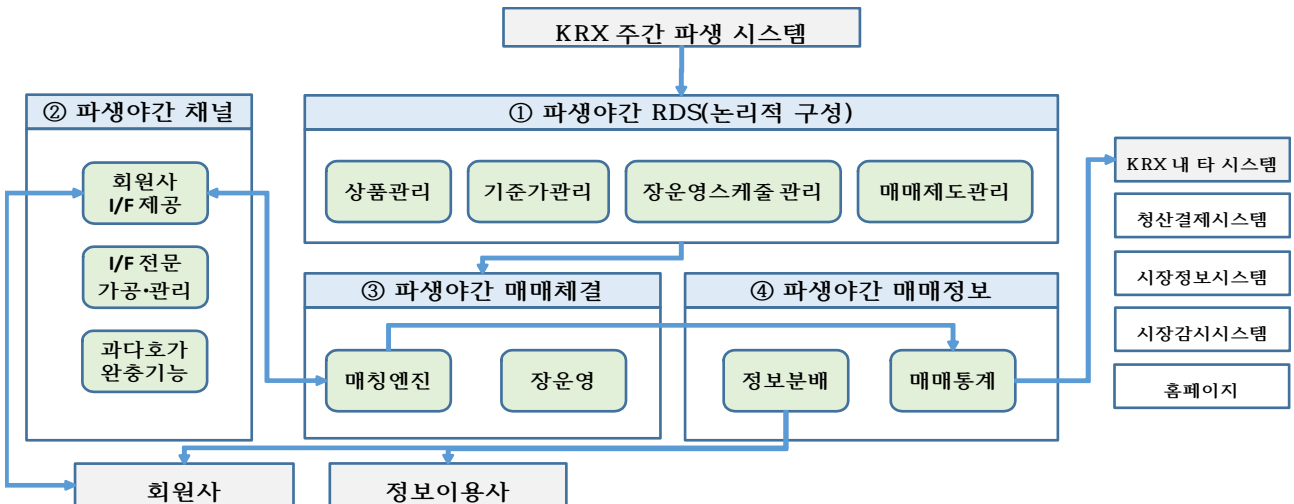 KRX 주간 파생 시스템
② 파생야간 채널
회원사
I/F 제공
I/F 전문
가공·관리
과다호가
완충기능
① 파생야간 RDS(논리적 구성)
상품관리
기준가관리
장운영스케줄 관리
매매제도관리
③ 파생야간 매매체결
매칭엔진
장운영
④ 파생야간 매매정보
정보분배
매매통계
KRX 내 타 시스템
청산결제시스템
시장정보시스템
시장감시시스템
홈페이지
회원사
정보이용사